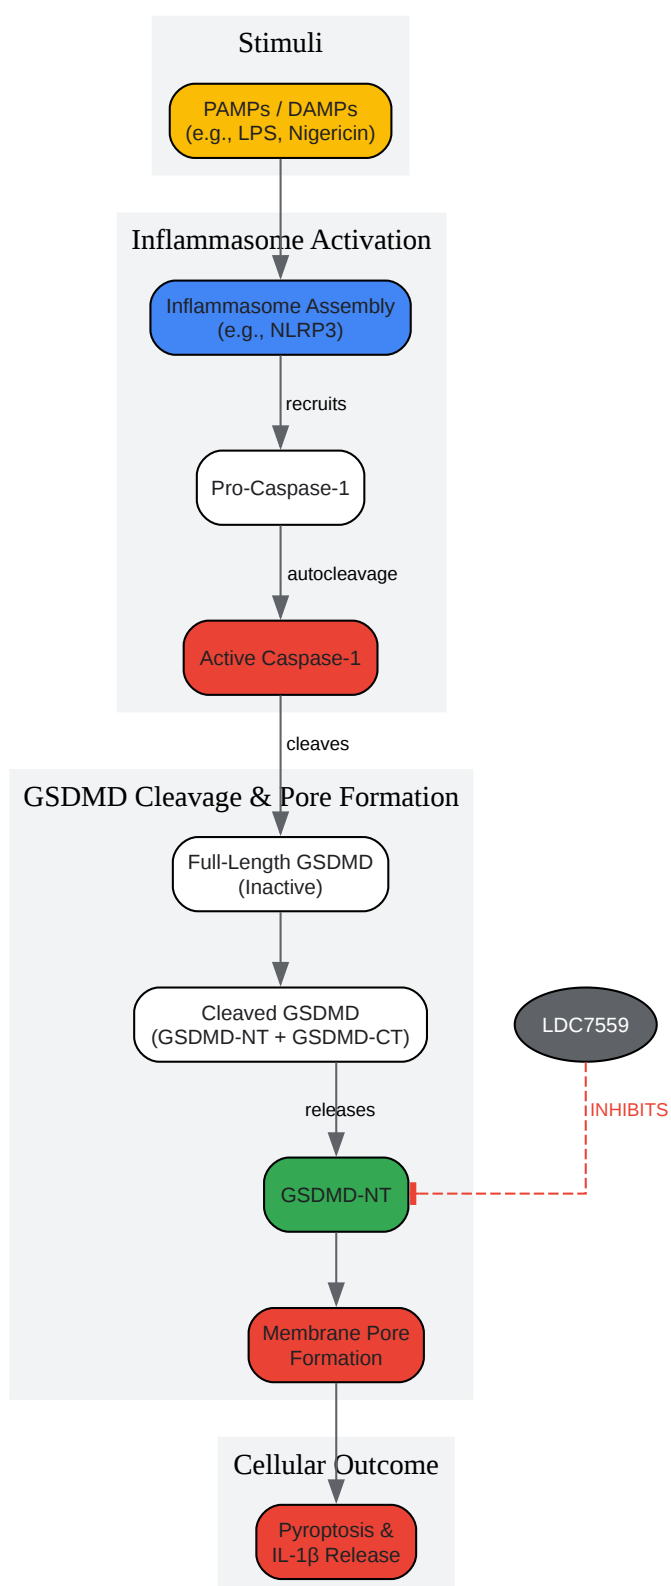 Stimuli
PAMPs / DAMPs
(e.g., LPS, Nigericin)
Inflammasome Activation
Inflammasome Assembly
(e.g., NLRP3)
recruits
Pro-Caspase-1
autocleavage
Active Caspase-1
cleaves
GSDMD Cleavage & Pore Formation
Full-Length GSDMD
(Inactive)
Cleaved GSDMD
(GSDMD-NT + GSDMD-CT)
LDC7559
releases
INHIBITS
GSDMD-NT
Membrane Pore
Formation
Cellular Outcome
Pyroptosis &
IL-1β Release